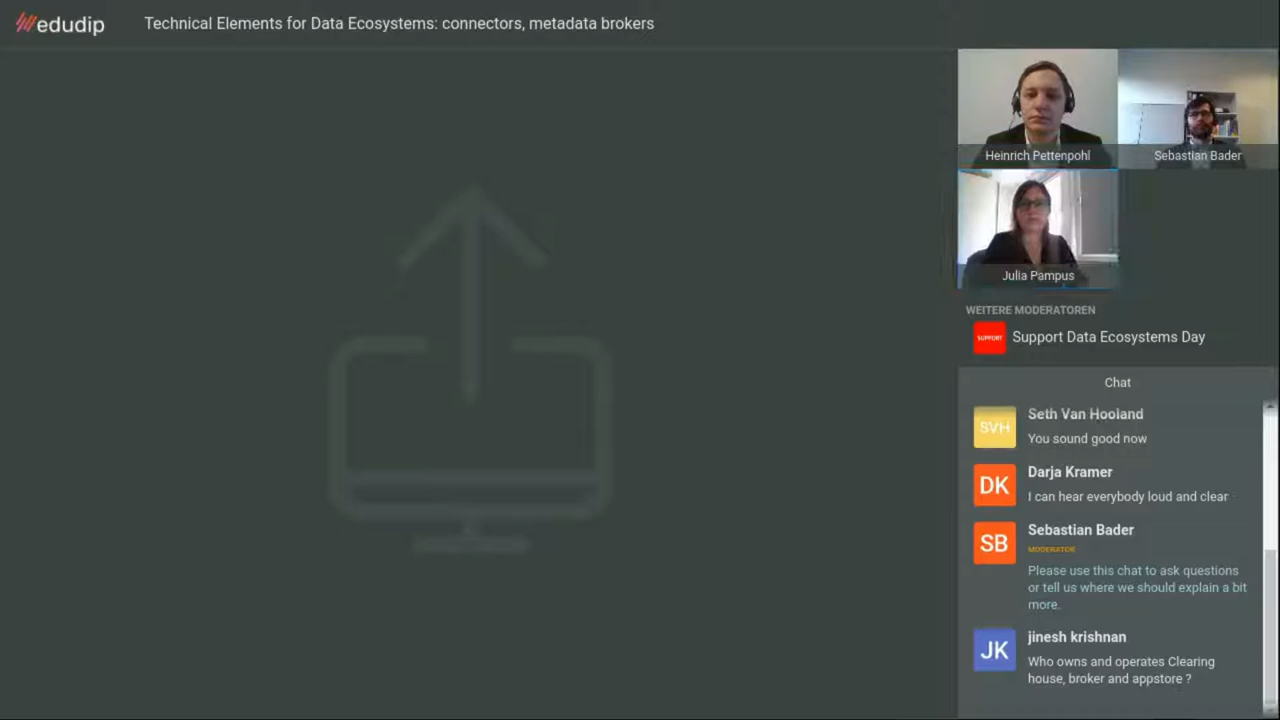 edudip
Technical Elements for Data Ecosystems: connectors, metadata brokers
Heinrich Pettenpohl
Sebastian Bader
Julia Pampus
WEITERE MODERATOREN
SUPPORT
Support Data Ecosystems Day
Chat
SVH
Seth Van Hooland
You sound good now
DK
Darja Kramer
I can hear everybody loud and clear
SB
Sebastian Bader
MODERATOR
Please use this chat to ask questions
or tell us where we should explain a bit
more.
JK
jinesh krishnan
Who owns and operates Clearing
house, broker and appstore ?